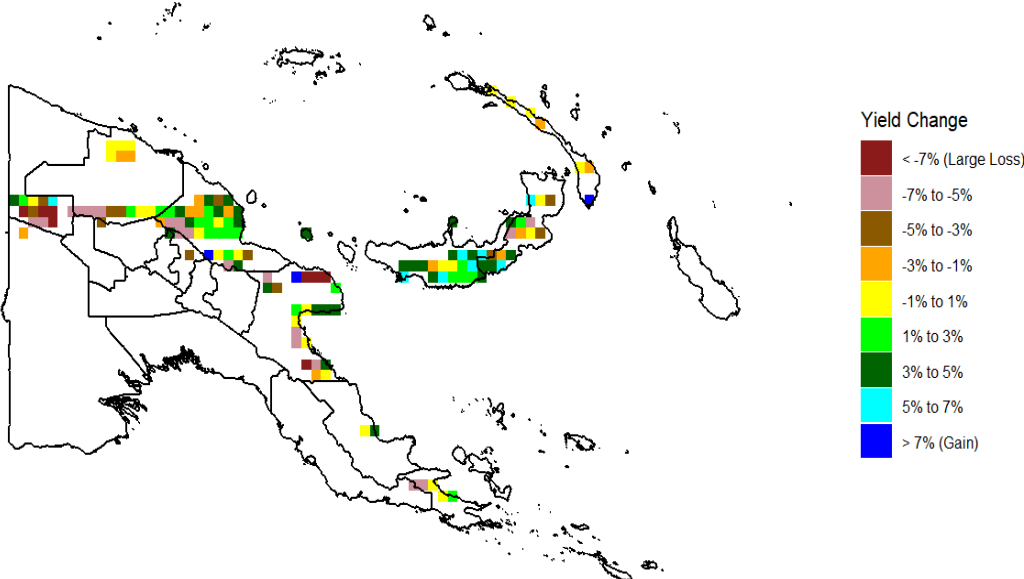 Yield Change
< -7% (Large Loss)
-7% to -5%
-5% to -3%
-3% to -1%
-1% to 1%
1% to 3%
3% to 5%
5% to 7%
> 7% (Gain)